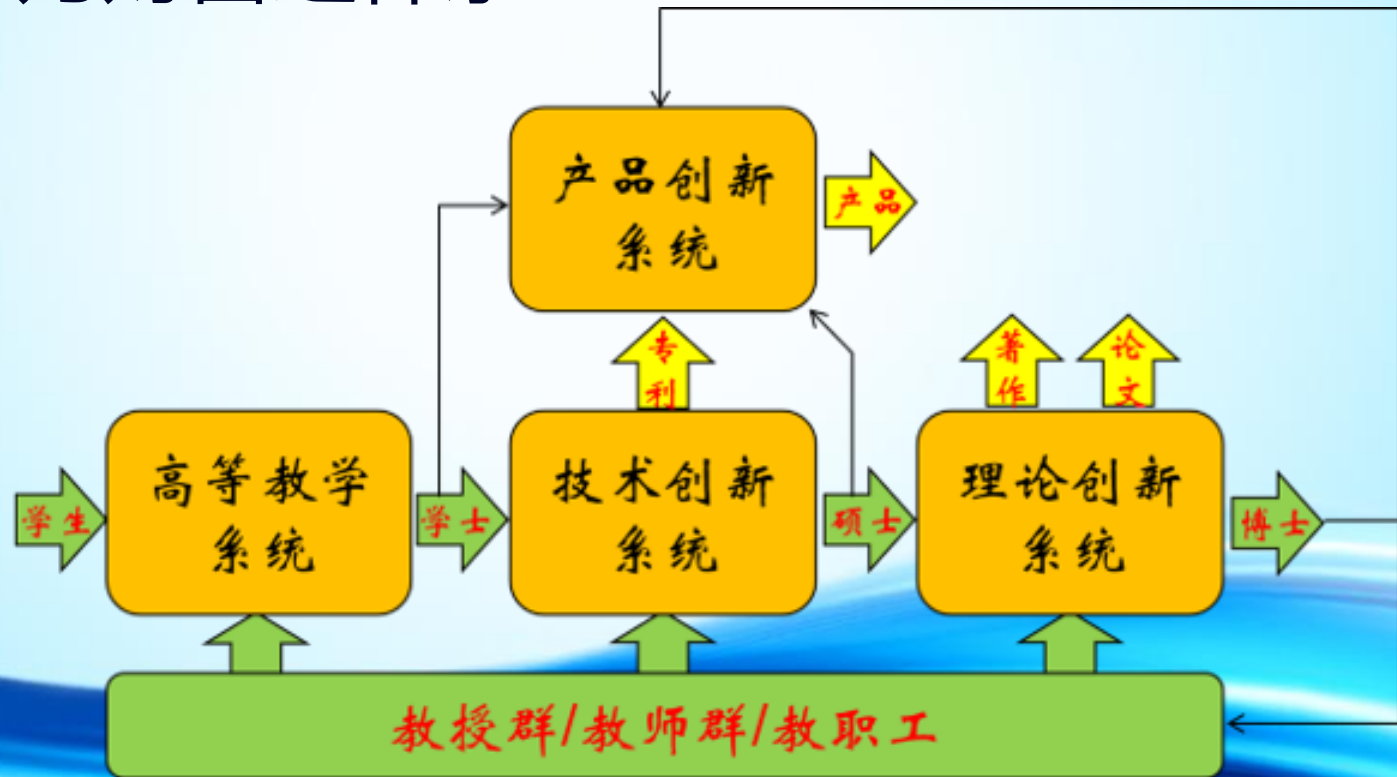 产品创新
系统
产品
专
利
著
作
论
文
学生
高等教学
系统
学士
技术创新
系统
硕士
理论创新
系统
博士
教授群/教师群/教职工